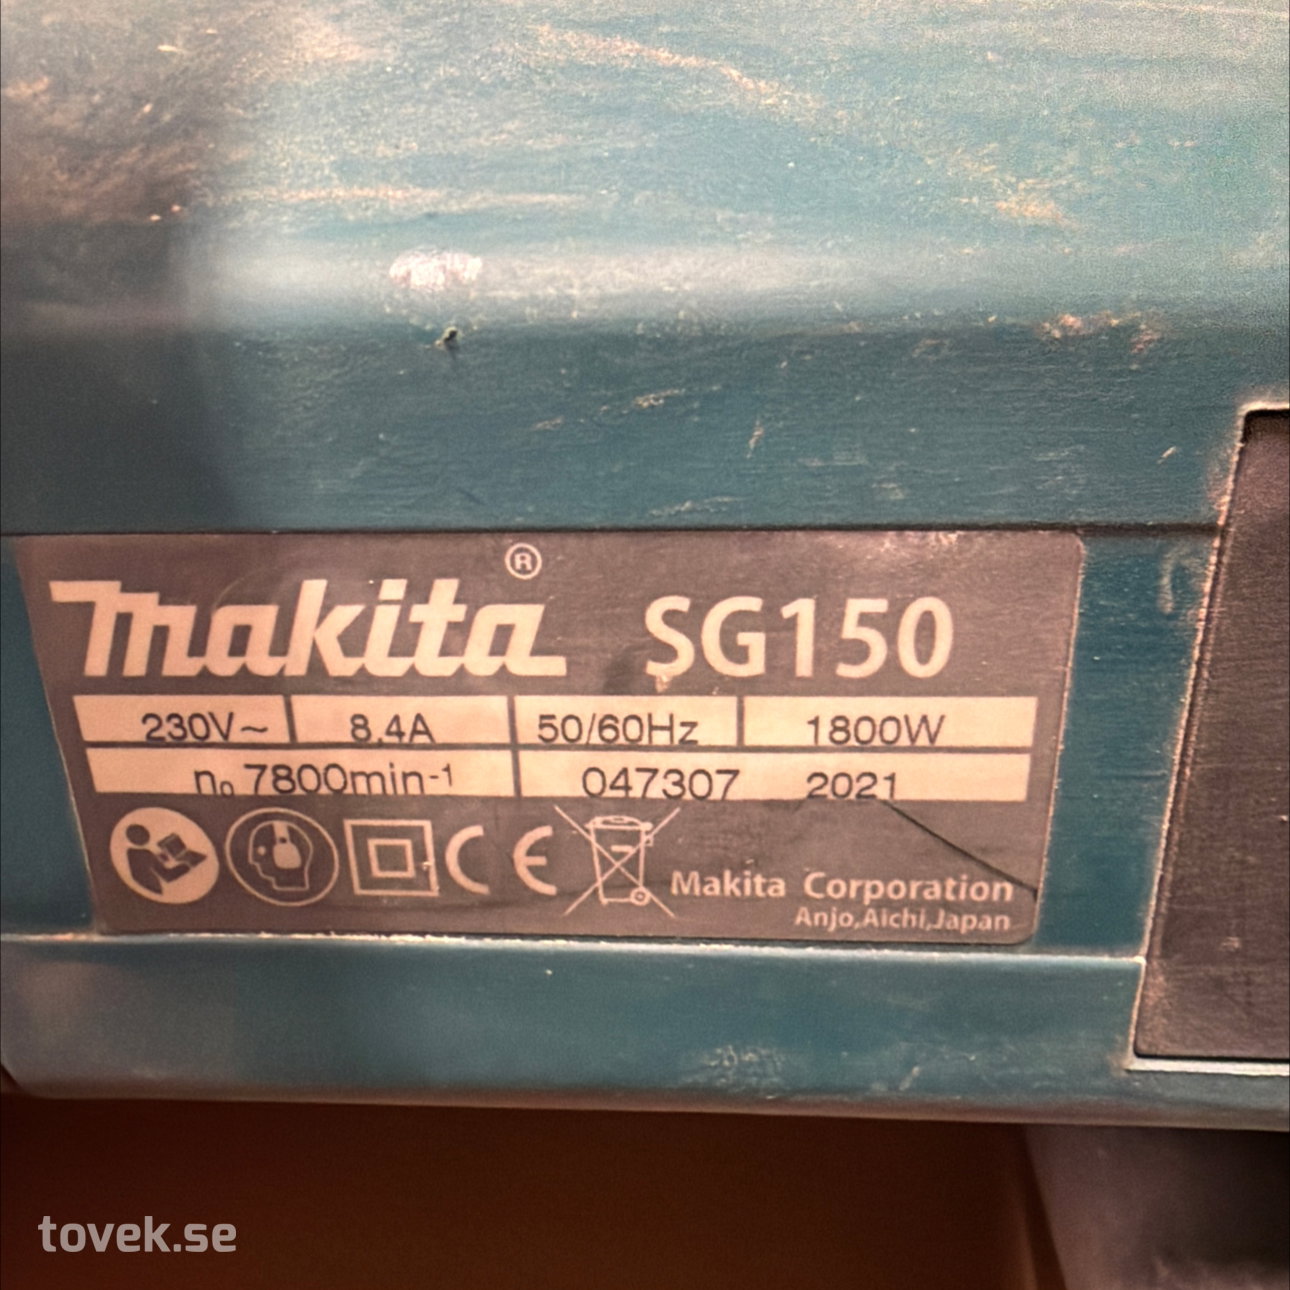 makita® SG150
230V~ 8.4A 50/60Hz 1800W
n₀ 7800min⁻¹ 047307 2021
CE Makita Corporation
Anjo,Aichi,Japan
tovek.se